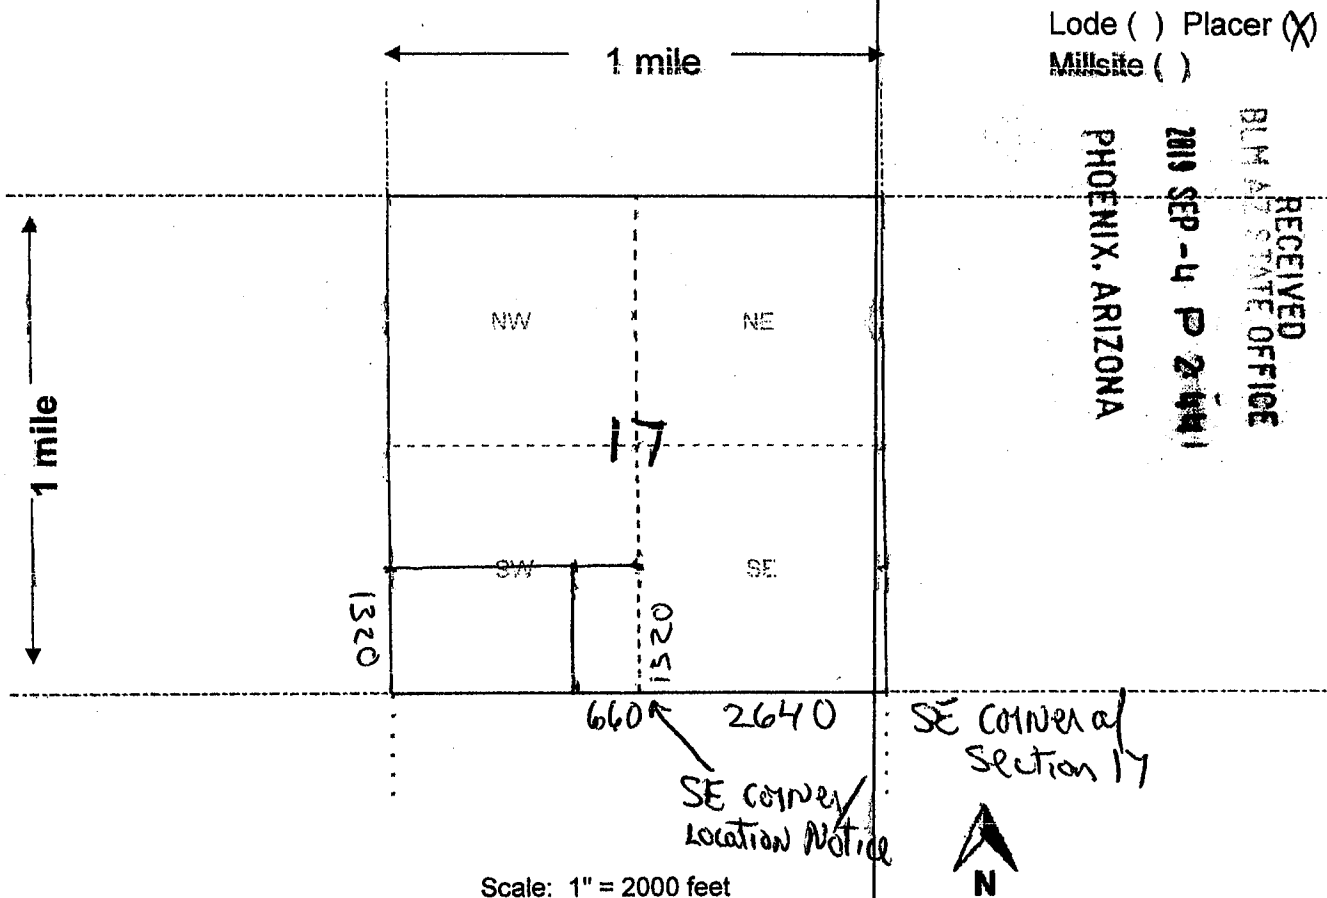 Lode ( ) Placer (X)
Millsite ( )
1 mile
RECEIVED
BLM AZ STATE OFFICE
2019 SEP -4 P 2:
PHOENIX, ARIZONA
1 mile
NW
NE
17
SW
SE
1320
1320
660
2640
SE corner of
Section 17
SE corner/
Location Notice
N
Scale: 1" = 2000 feet